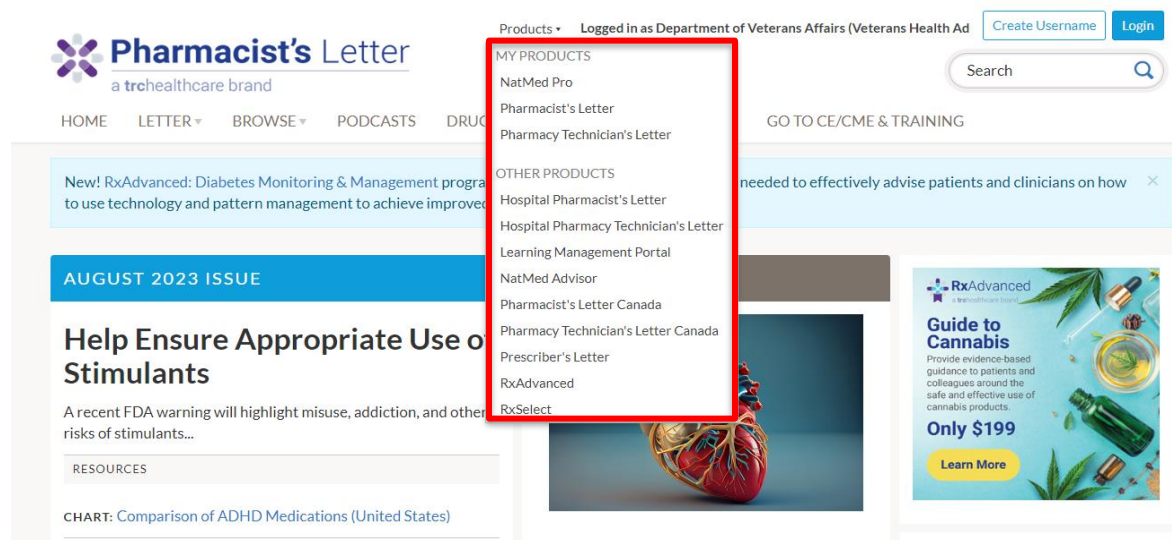 Products ▾ Logged in as Department of Veterans Affairs (Veterans Health Ad
Create Username
Login
Pharmacist's Letter
a trchealthcare brand
Search
HOME LETTER ▾ BROWSE ▾ PODCASTS DRUG GO TO CE/CME & TRAINING
MY PRODUCTS
NatMed Pro
Pharmacist's Letter
Pharmacy Technician's Letter
OTHER PRODUCTS
Hospital Pharmacist's Letter
Hospital Pharmacy Technician's Letter
Learning Management Portal
NatMed Advisor
Pharmacist's Letter Canada
Pharmacy Technician's Letter Canada
Prescriber's Letter
RxAdvanced
RxSelect
New! RxAdvanced: Diabetes Monitoring & Management progra needed to effectively advise patients and clinicians on how
to use technology and pattern management to achieve improved
×
AUGUST 2023 ISSUE
Help Ensure Appropriate Use of
Stimulants
A recent FDA warning will highlight misuse, addiction, and other
risks of stimulants...
RESOURCES
CHART: Comparison of ADHD Medications (United States)
RxAdvanced
a trchealthcare brand
Guide to
Cannabis
Provide evidence-based
guidance to patients and
colleagues around the
safe and effective use of
cannabis products.
Only $199
Learn More